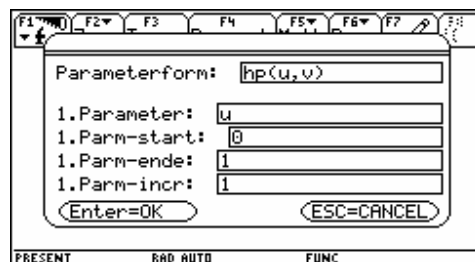 F1 F2 F3 F4 F5 F6 F7
Parameterform: hp(u,v)
1.Parameter: u
1.Parm-start: 0
1.Parm-ende: 1
1.Parm-incr: 1
Enter=OK ESC=CANCEL
PRESENT RAD AUTO FUNC